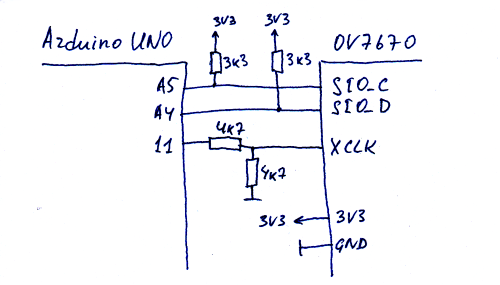 Arduino UNO
3V3
3V3
OV7670
3k3
3k3
A5
SIO_C
A4
SIO_D
11
4k7
XCLK
4k7
3V3
3V3
GND